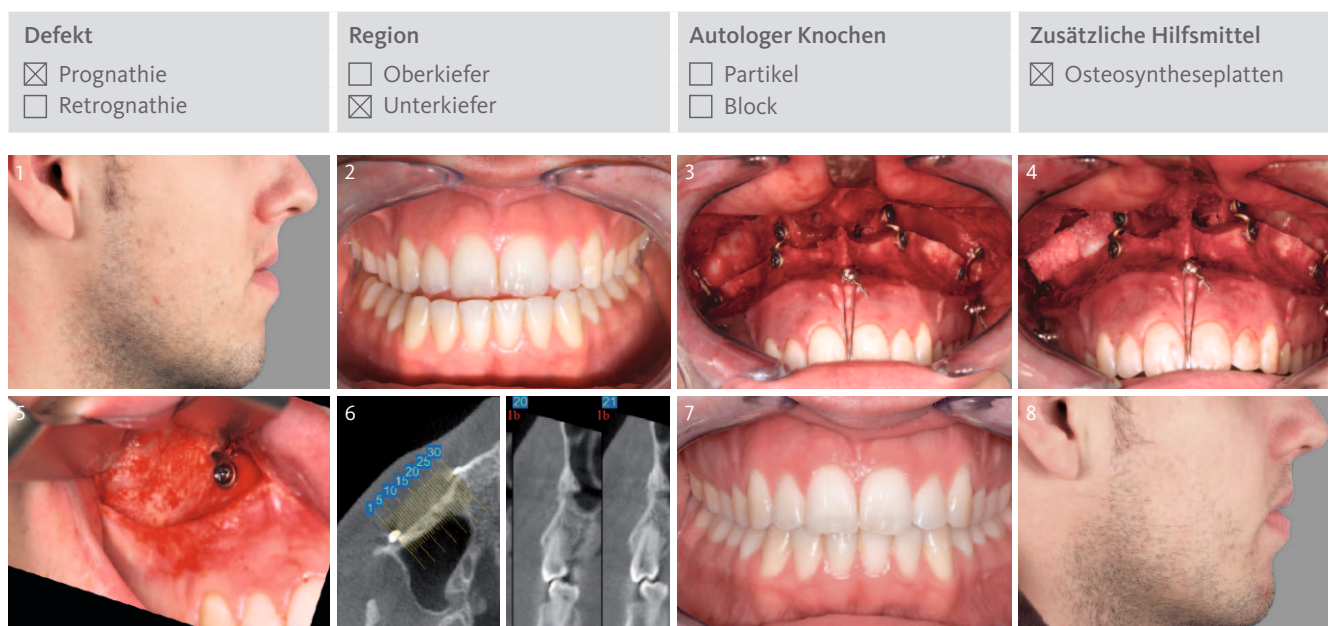 Defekt
☒ Prognathie
☐ Retrognathie
Region
☐ Oberkiefer
☒ Unterkiefer
Autologer Knochen
☐ Partikel
☐ Block
Zusätzliche Hilfsmittel
☒ Osteosyntheseplatten
1
2
3
4
5
6
1 5 10 15 20 25 30
20
1b
21
1b
7
8